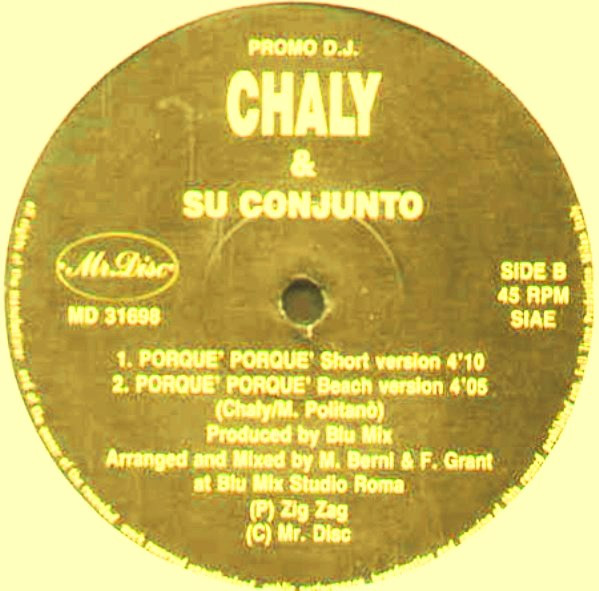 PROMO D.J.
CHALY
&
SU CONJUNTO
Mr.Disc
MD 31698
SIDE B
45 RPM
SIAE
1. PORQUE' PORQUE' Short version 4'10
2. PORQUE' PORQUE' Beach version 4'05
(Chaly/M. Politanò)
Produced by Blu Mix
Arranged and Mixed by M. Berni & F. Grant
at Blu Mix Studio Roma
(P) Zig Zag
(C) Mr. Disc